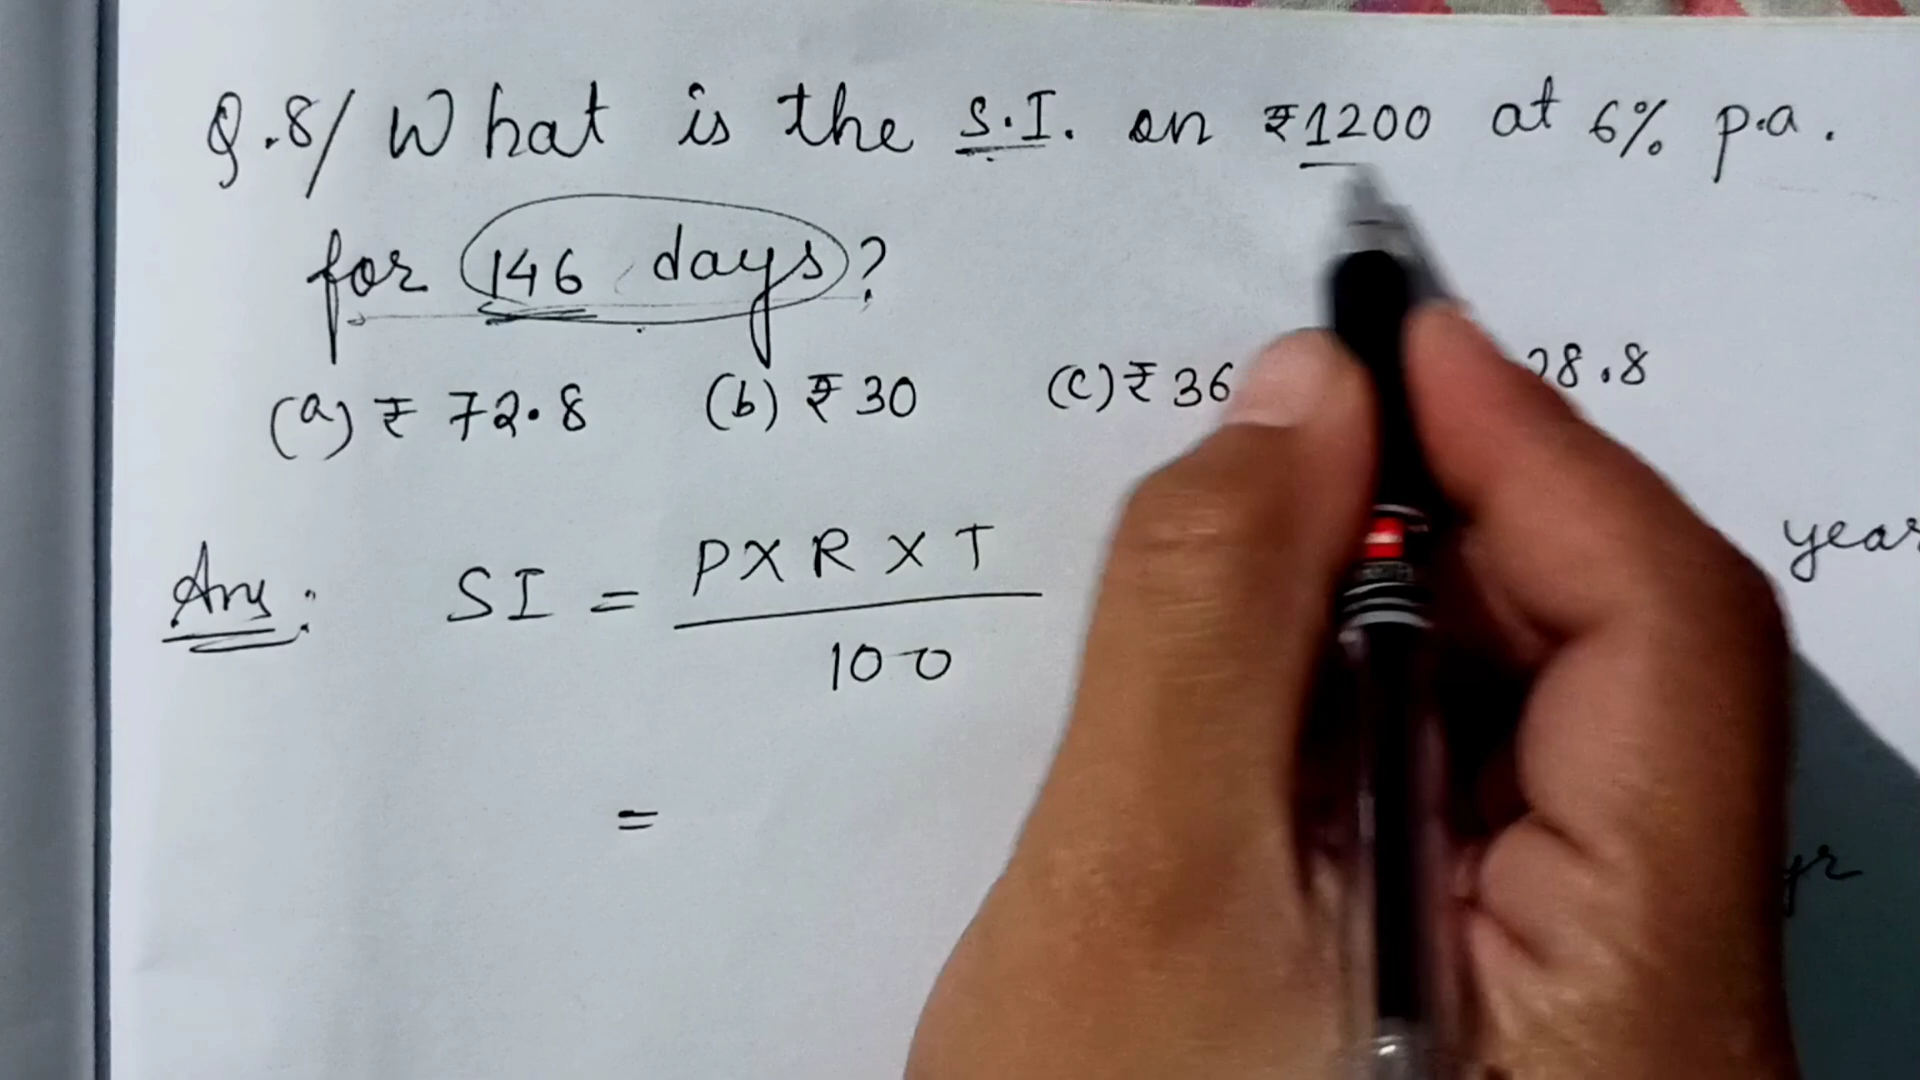 Q.8/ What is the S.I. on ₹1200 at 6% p.a.
for 146 days?
(a) ₹ 72.8 (b) ₹ 30 (c) ₹ 36 28.8
Ans: SI = P X R X T
100
year
=
yr